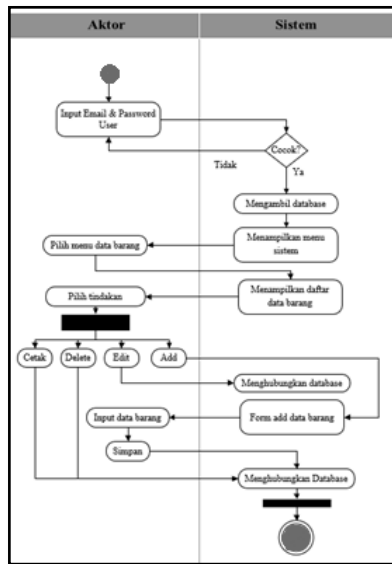 Aktor
Sistem
Input Email & Password
User
Cocok?
Tidak
Ya
Mengambil database
Menampilkan menu
sistem
Pilih menu data barang
Menampilkan daftar
data barang
Pilih tindakan
Cetak
Delete
Edit
Add
Menghubungkan database
Input data barang
Form add data barang
Simpan
Menghubungkan Database